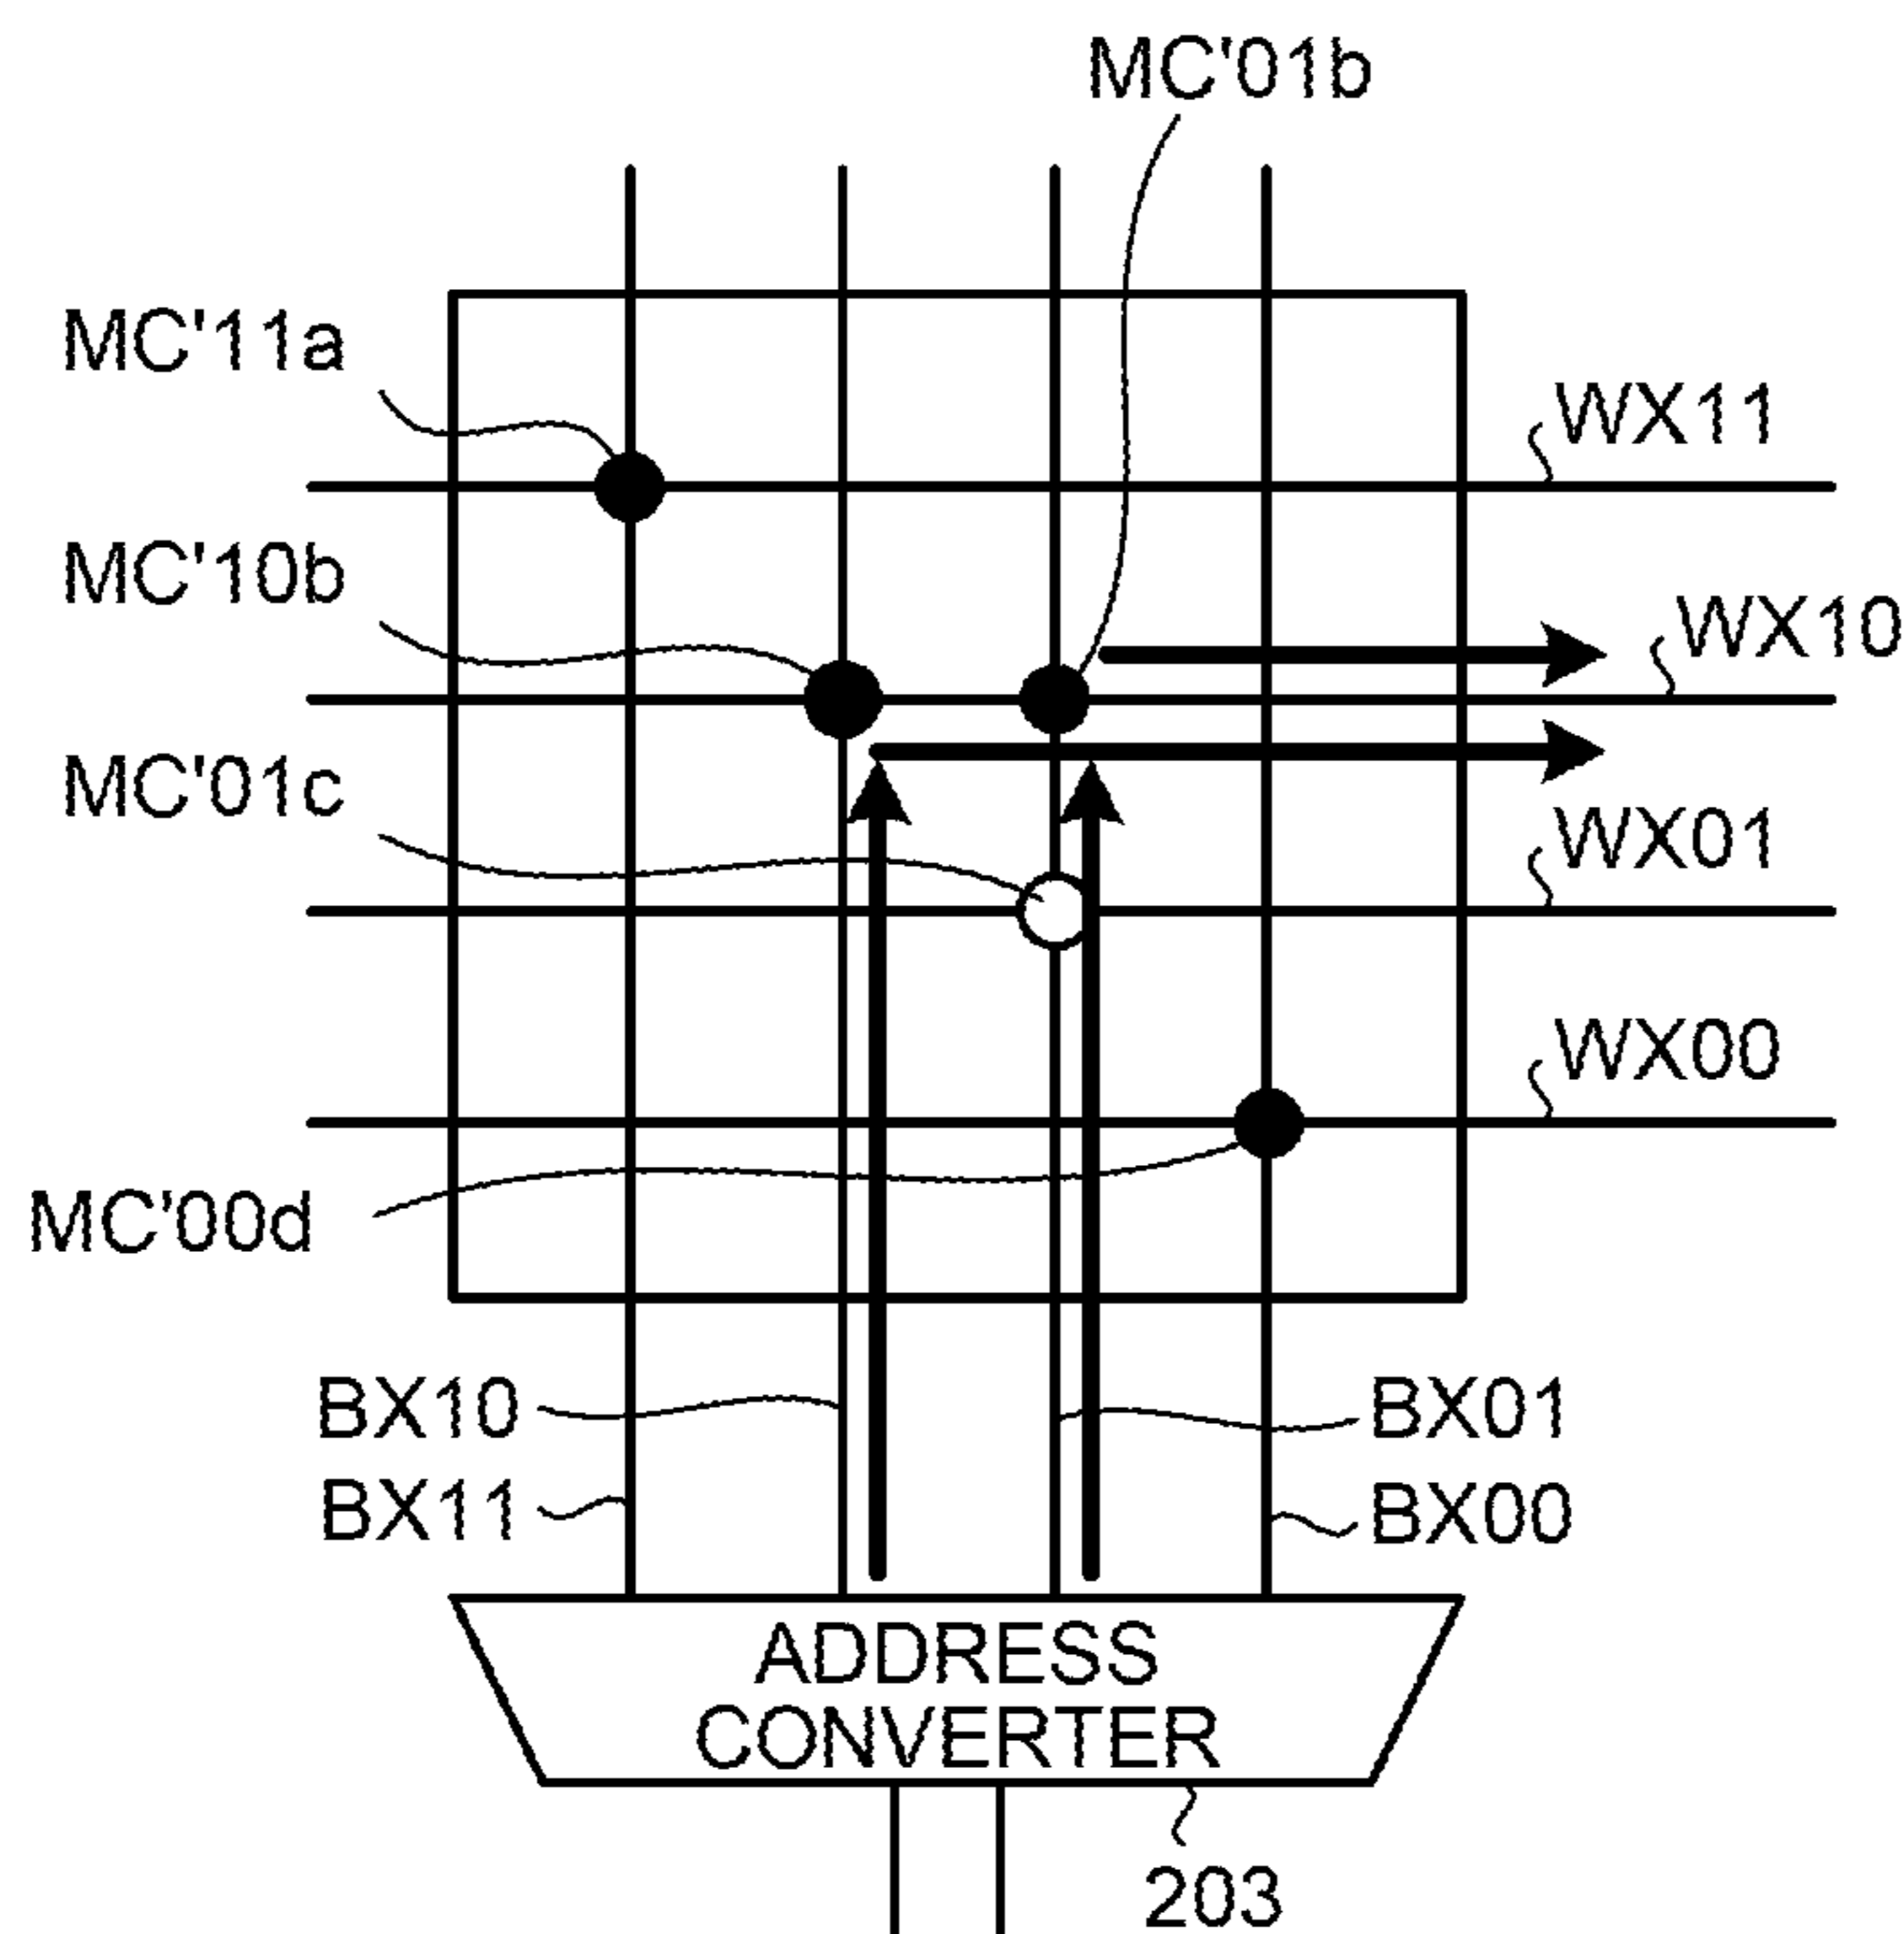 MC'01b
MC'11a
WX11
MC'10b
WX10
MC'01c
WX01
WX00
MC'00d
BX10
BX01
BX11
BX00
ADDRESS
CONVERTER
203